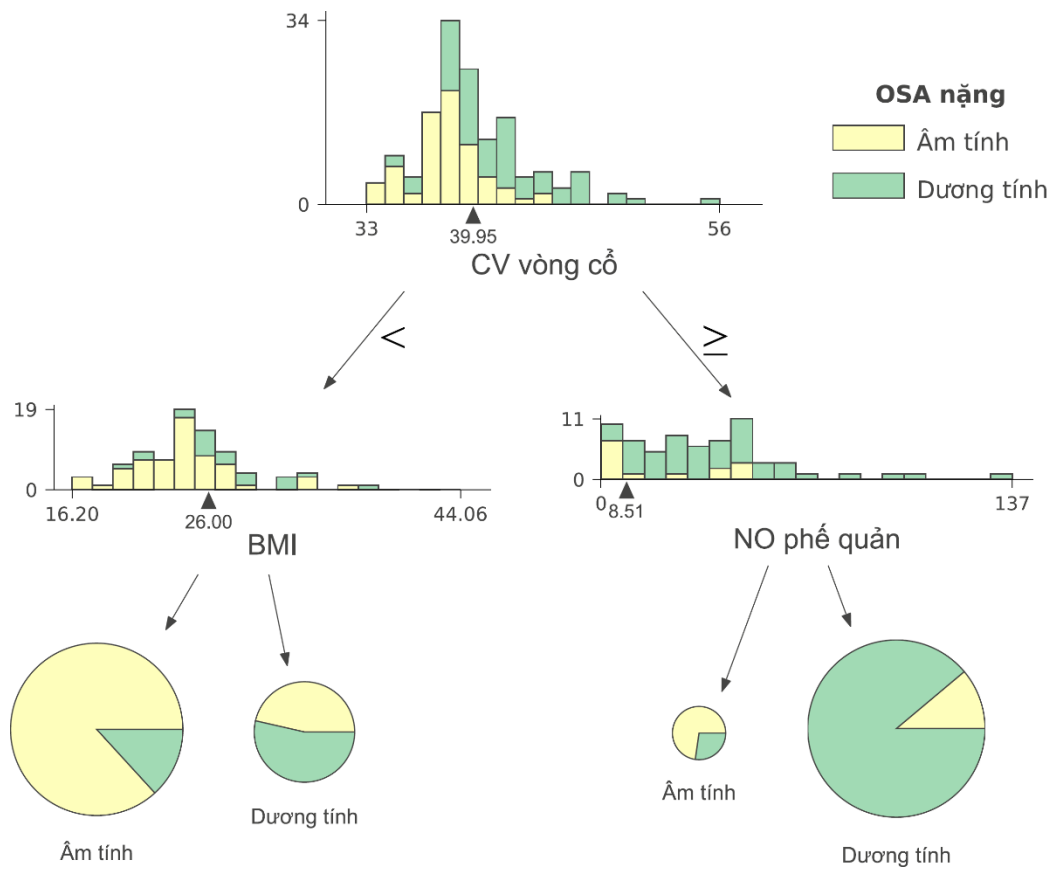 34
0
33
39.95
56
CV vòng cổ
OSA nặng
Âm tính
Dương tính
<
≥
19
0
16.20
26.00
44.06
BMI
11
0
0
8.51
137
NO phế quản
Âm tính
Dương tính
Âm tính
Dương tính